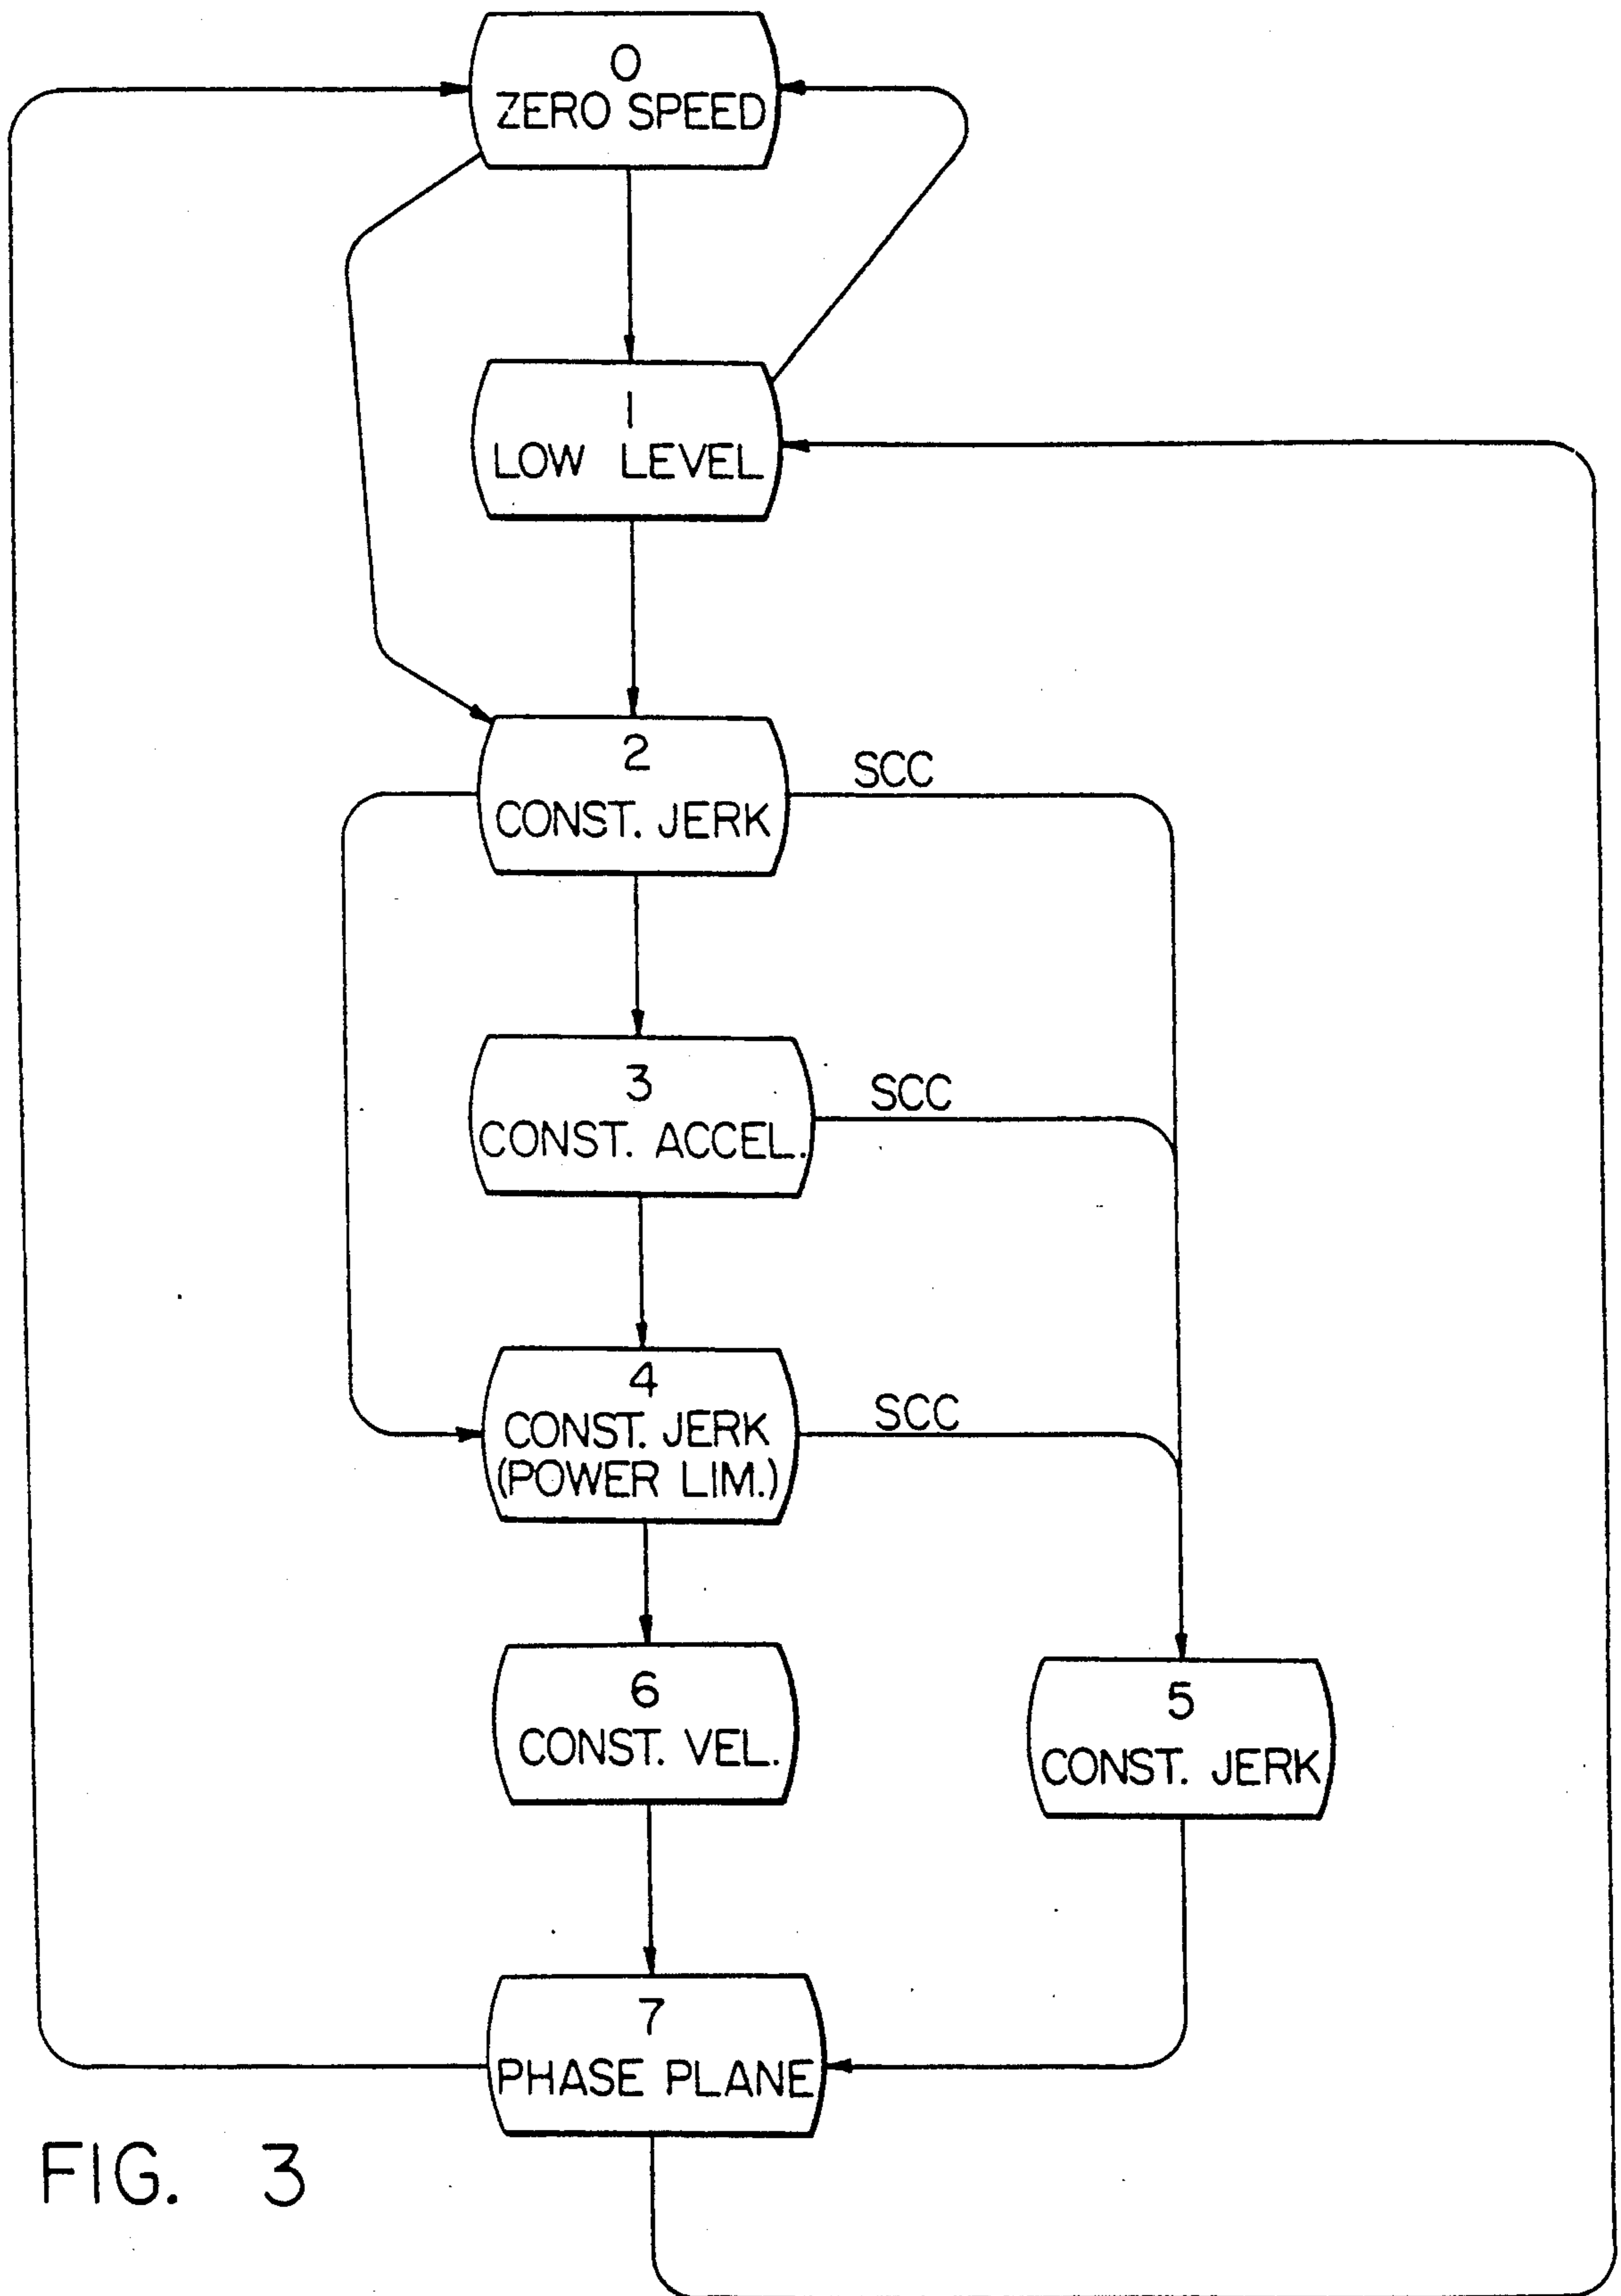 0
ZERO SPEED
1
LOW LEVEL
2
CONST. JERK
SCC
3
CONST. ACCEL.
SCC
4
CONST. JERK
(POWER LIM.)
SCC
6
CONST. VEL.
5
CONST. JERK
7
PHASE PLANE
FIG. 3